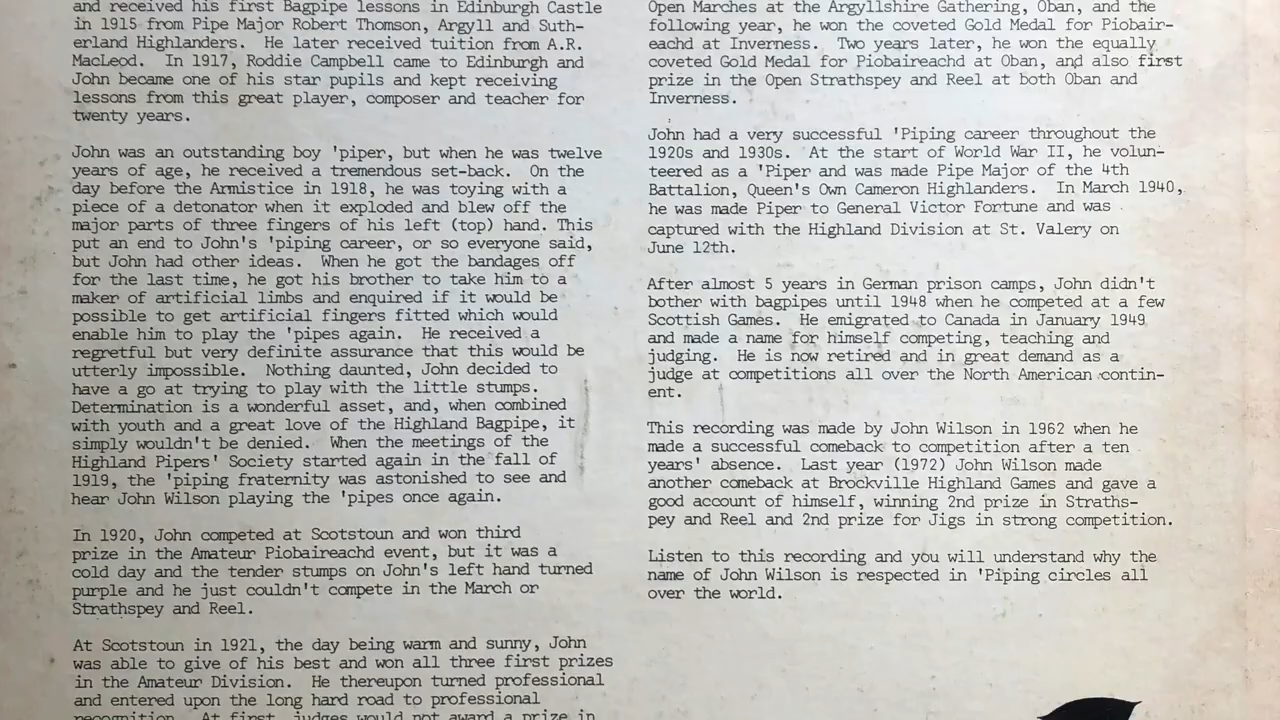 and received his first Bagpipe lessons in Edinburgh Castle
in 1915 from Pipe Major Robert Thomson, Argyll and Suth-
erland Highlanders. He later received tuition from A.R.
MacLeod. In 1917, Roddie Campbell came to Edinburgh and
John became one of his star pupils and kept receiving
lessons from this great player, composer and teacher for
twenty years.

John was an outstanding boy 'piper, but when he was twelve
years of age, he received a tremendous set-back. On the
day before the Armistice in 1918, he was toying with a
piece of a detonator when it exploded and blew off the
major parts of three fingers of his left (top) hand. This
put an end to John's 'piping career, or so everyone said,
but John had other ideas. When he got the bandages off
for the last time, he got his brother to take him to a
maker of artificial limbs and enquired if it would be
possible to get artificial fingers fitted which would
enable him to play the 'pipes again. He received a
regretful but very definite assurance that this would be
utterly impossible. Nothing daunted, John decided to
have a go at trying to play with the little stumps.
Determination is a wonderful asset, and, when combined
with youth and a great love of the Highland Bagpipe, it
simply wouldn't be denied. When the meetings of the
Highland Pipers' Society started again in the fall of
1919, the 'piping fraternity was astonished to see and
hear John Wilson playing the 'pipes once again.

In 1920, John competed at Scotstoun and won third
prize in the Amateur Piobaireachd event, but it was a
cold day and the tender stumps on John's left hand turned
purple and he just couldn't compete in the March or
Strathspey and Reel.

At Scotstoun in 1921, the day being warm and sunny, John
was able to give of his best and won all three first prizes
in the Amateur Division. He thereupon turned professional
and entered upon the long hard road to professional
recognition. At first, judges would not award a prize in

Open Marches at the Argyllshire Gathering, Oban, and the
following year, he won the coveted Gold Medal for Piobair-
eachd at Inverness. Two years later, he won the equally
coveted Gold Medal for Piobaireachd at Oban, and also first
prize in the Open Strathspey and Reel at both Oban and
Inverness.

John had a very successful 'Piping career throughout the
1920s and 1930s. At the start of World War II, he volun-
teered as a 'Piper and was made Pipe Major of the 4th
Battalion, Queen's Own Cameron Highlanders. In March 1940,
he was made Piper to General Victor Fortune and was
captured with the Highland Division at St. Valery on
June 12th.

After almost 5 years in German prison camps, John didn't
bother with bagpipes until 1948 when he competed at a few
Scottish Games. He emigrated to Canada in January 1949
and made a name for himself competing, teaching and
judging. He is now retired and in great demand as a
judge at competitions all over the North American contin-
ent.

This recording was made by John Wilson in 1962 when he
made a successful comeback to competition after a ten
years' absence. Last year (1972) John Wilson made
another comeback at Brockville Highland Games and gave a
good account of himself, winning 2nd prize in Straths-
pey and Reel and 2nd prize for Jigs in strong competition.

Listen to this recording and you will understand why the
name of John Wilson is respected in 'Piping circles all
over the world.